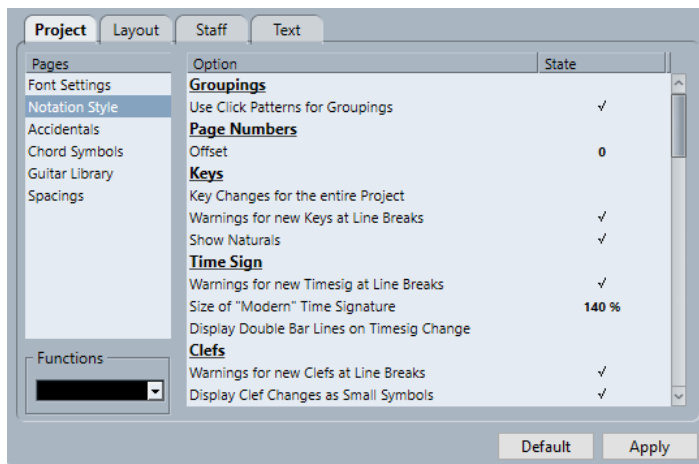 Project Layout Staff Text
Pages
Font Settings
Notation Style
Accidentals
Chord Symbols
Guitar Library
Spacings
Functions
Option State
Groupings
Use Click Patterns for Groupings √
Page Numbers
Offset 0
Keys
Key Changes for the entire Project
Warnings for new Keys at Line Breaks √
Show Naturals √
Time Sign
Warnings for new Timesig at Line Breaks √
Size of "Modern" Time Signature 140 %
Display Double Bar Lines on Timesig Change
Clefs
Warnings for new Clefs at Line Breaks √
Display Clef Changes as Small Symbols √
Default Apply